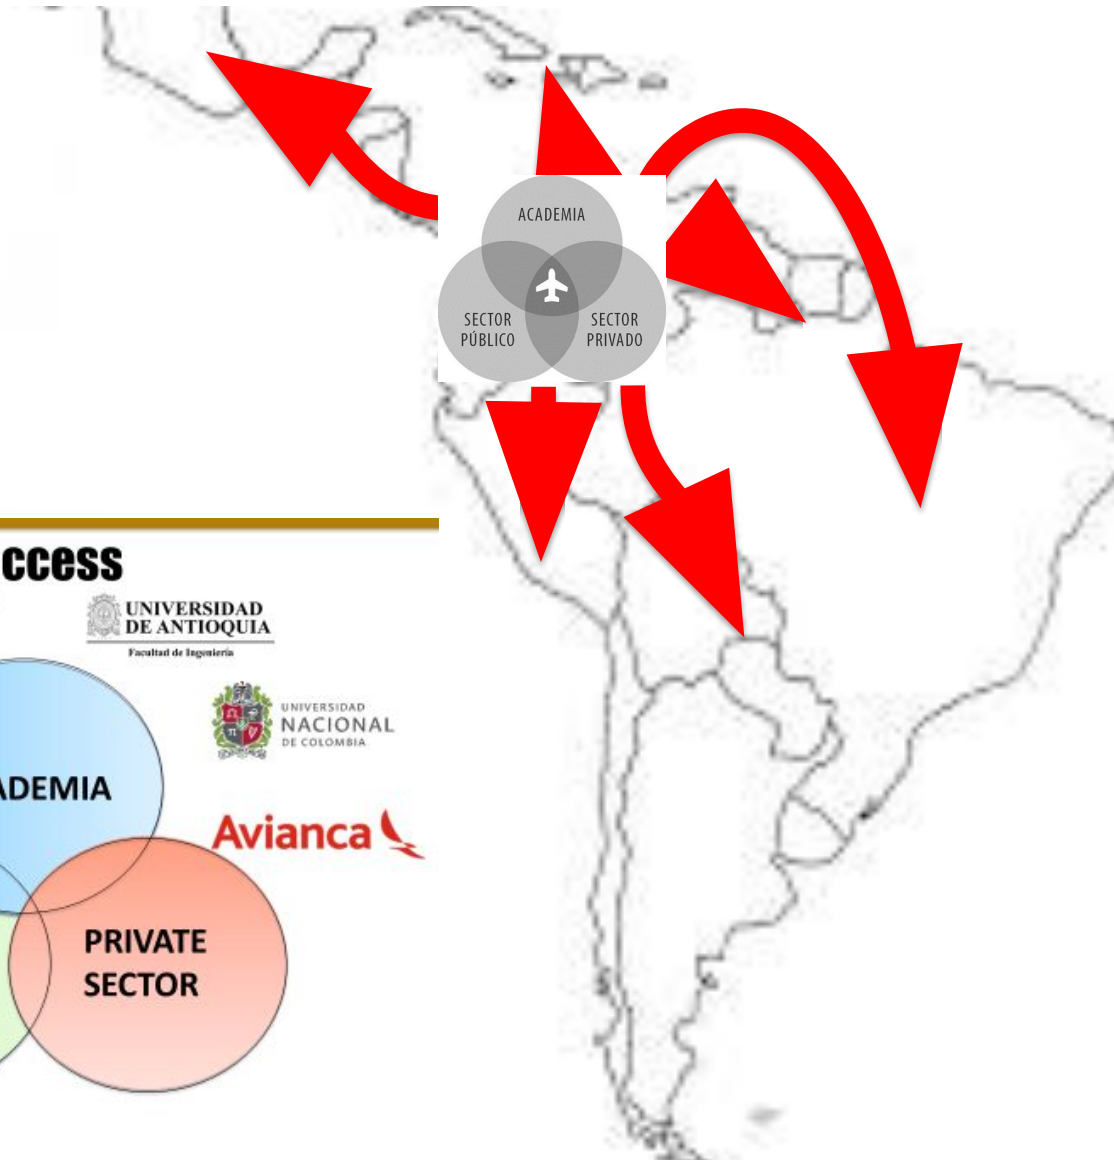 ACADEMIA
SECTOR
PÚBLICO
SECTOR
PRIVADO
ccess
UNIVERSIDAD
DE ANTIOQUIA
Facultad de Ingeniería
UNIVERSIDAD
NACIONAL
DE COLOMBIA
ADEMIA
Avianca
PRIVATE
SECTOR